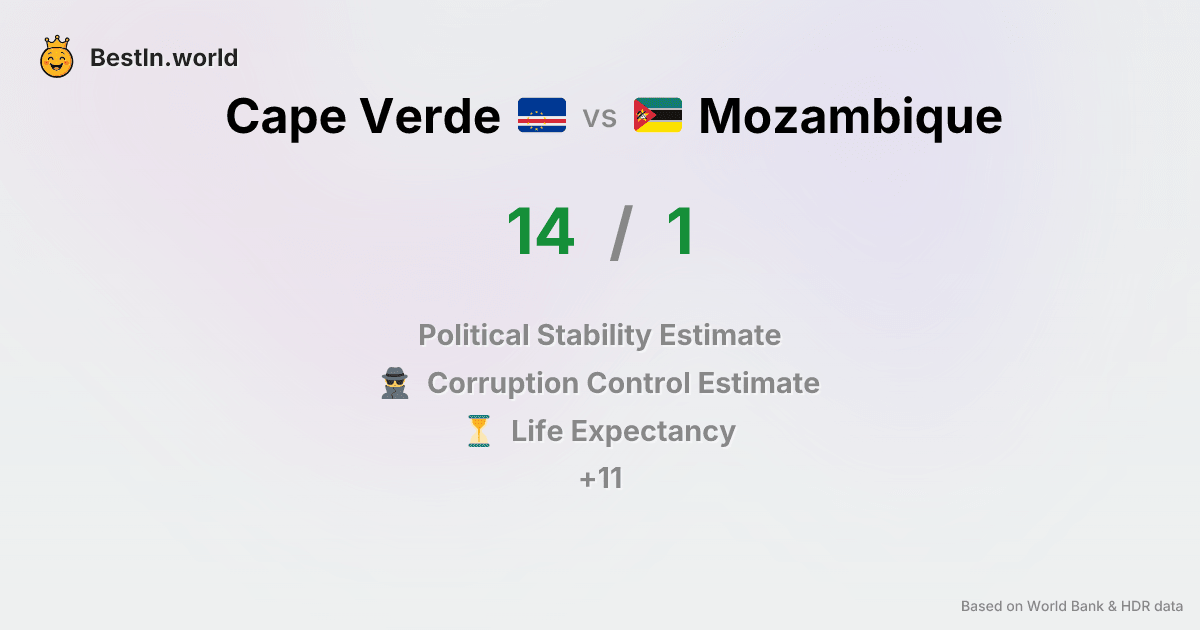 BestIn.world
Cape Verde vs Mozambique
14 / 1
Political Stability Estimate
Corruption Control Estimate
Life Expectancy
+11
Based on World Bank & HDR data